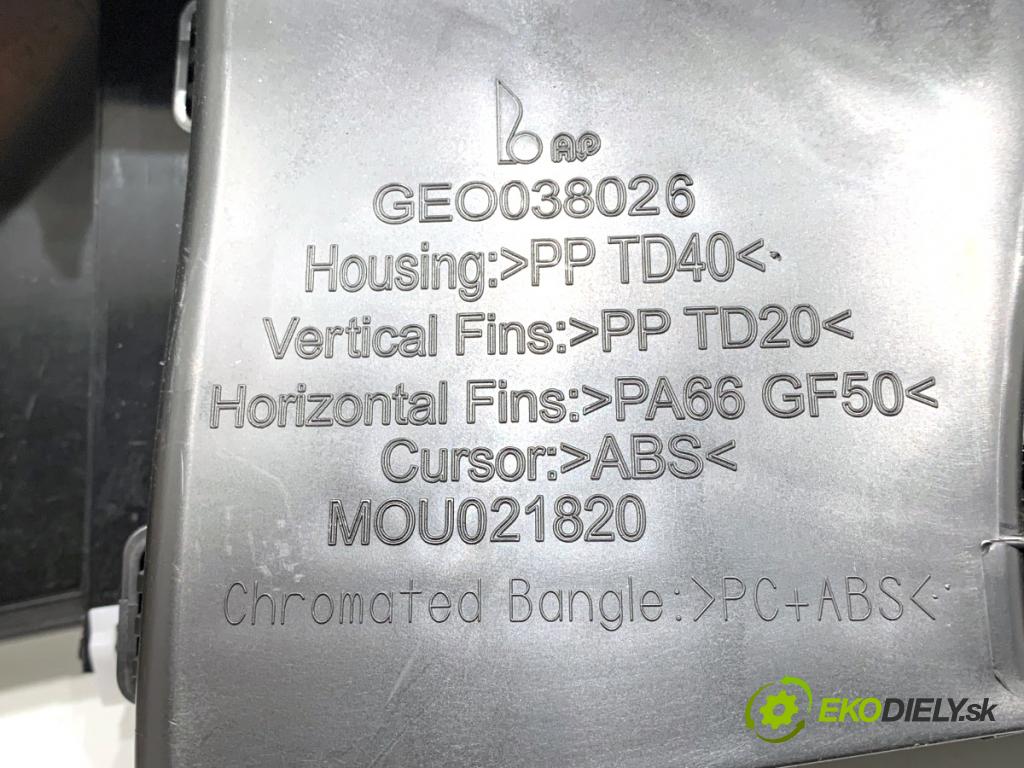 AP
GEO038026
Housing:>PP TD40<
Vertical Fins:>PP TD20<
Horizontal Fins:>PA66 GF50<
Cursor:>ABS<
MOU021820
Chromated Bangle:>PC+ABS<
EKODIELY.sk